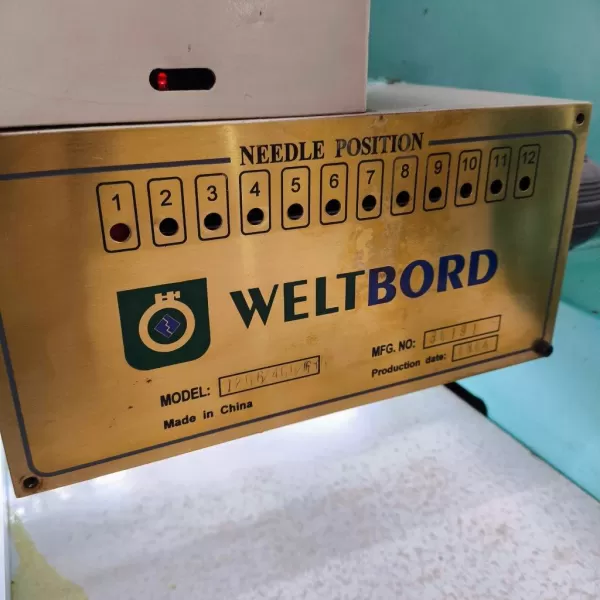 NEEDLE POSITION
1 2 3 4 5 6 7 8 9 10 11 12
WELTBORD
MODEL:
MFG. NO:
Production date:
Made in China